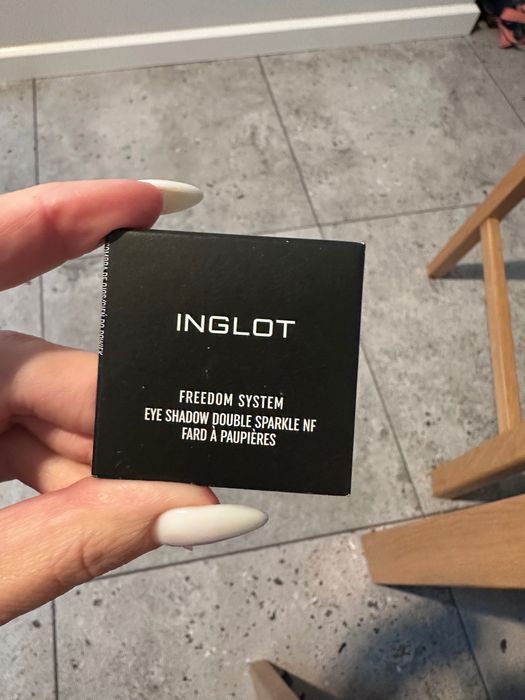 INGLOT
FREEDOM SYSTEM
EYE SHADOW DOUBLE SPARKLE NF
FARD À PAUPIÈRES